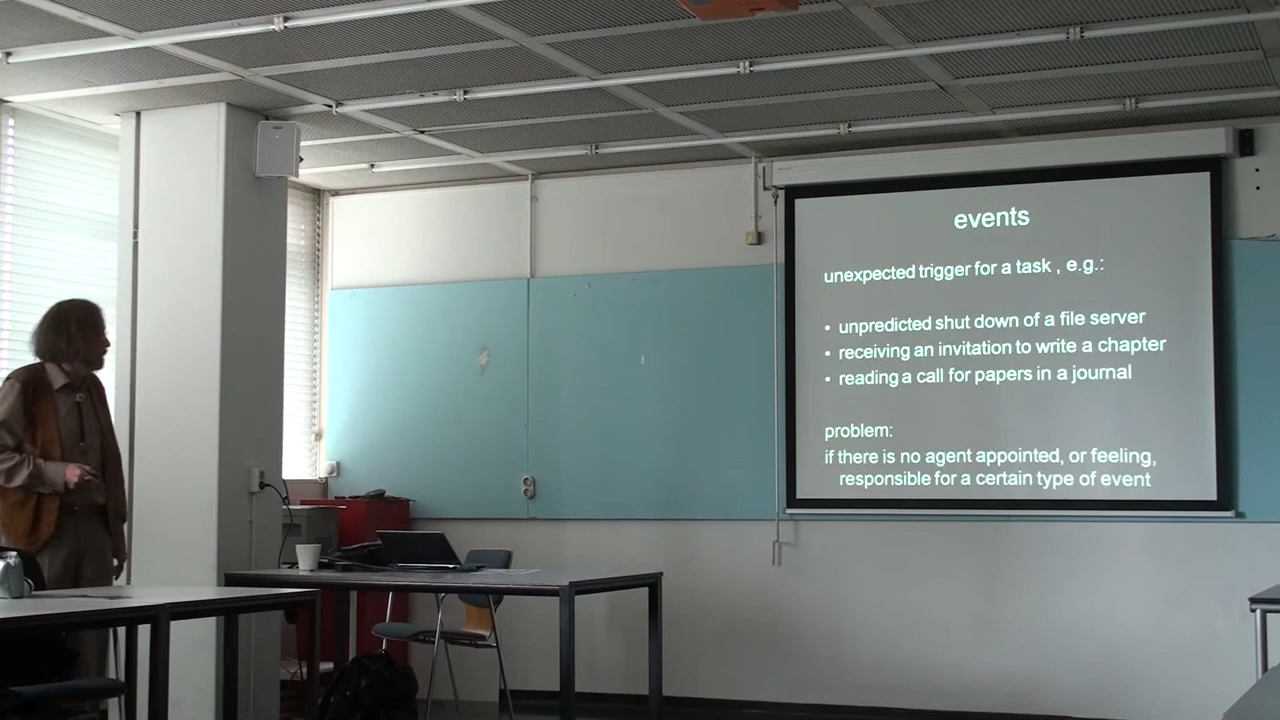 events
unexpected trigger for a task , e.g.:
• unpredicted shut down of a file server
• receiving an invitation to write a chapter
• reading a call for papers in a journal
problem:
if there is no agent appointed, or feeling,
responsible for a certain type of event